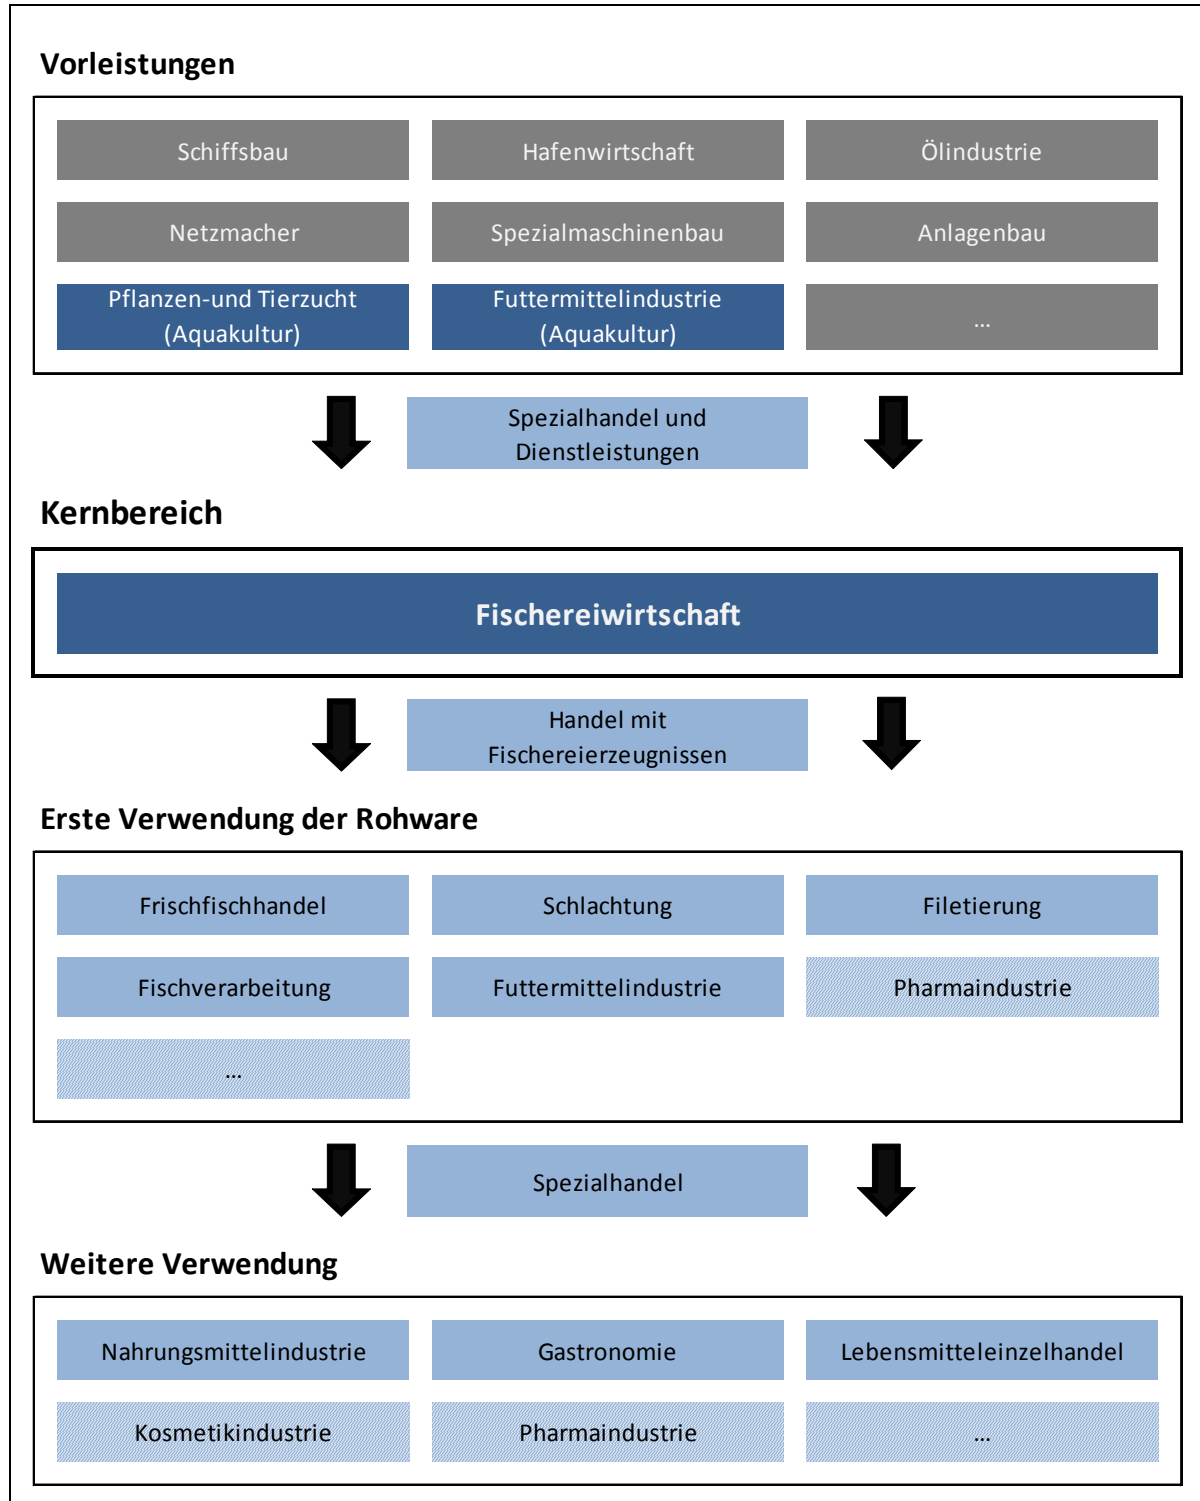 Vorleistungen
Schiffsbau
Hafenwirtschaft
Ölindustrie
Netzmacher
Spezialmaschinenbau
Anlagenbau
Pflanzen-und Tierzucht
(Aquakultur)
Futtermittelindustrie
(Aquakultur)
...
Spezialhandel und
Dienstleistungen
Kernbereich
Fischereiwirtschaft
Handel mit
Fischereierzeugnissen
Erste Verwendung der Rohware
Frischfischhandel
Schlachtung
Filetierung
Fischverarbeitung
Futtermittelindustrie
Pharmaindustrie
...
Spezialhandel
Weitere Verwendung
Nahrungsmittelindustrie
Gastronomie
Lebensmitteleinzelhandel
Kosmetikindustrie
Pharmaindustrie
...